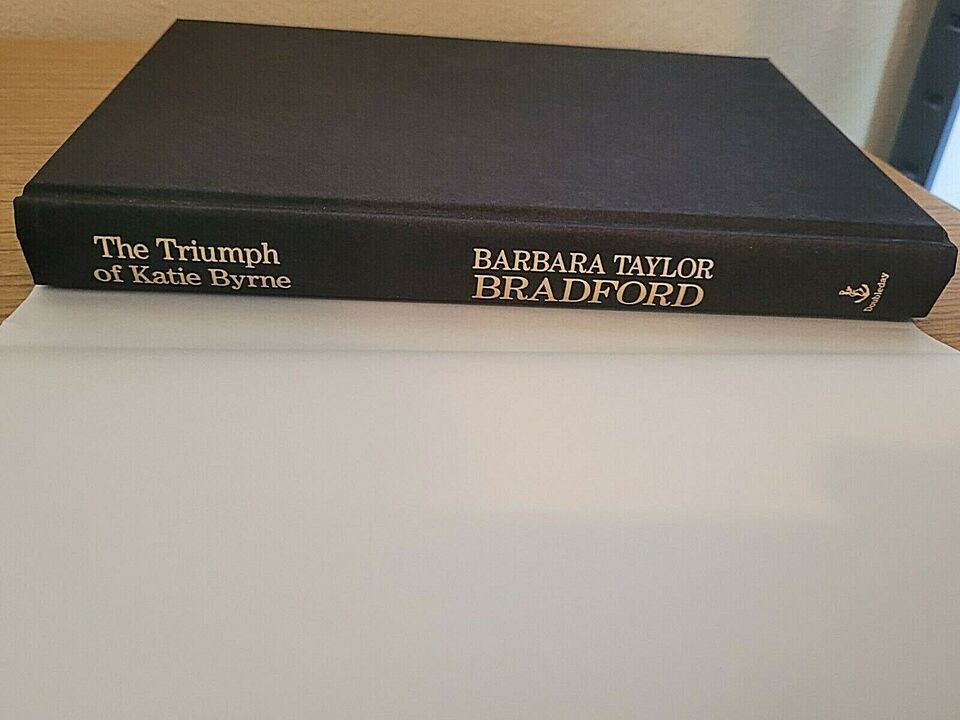 The Triumph
of Katie Byrne
BARBARA TAYLOR
BRADFORD
Doubleday